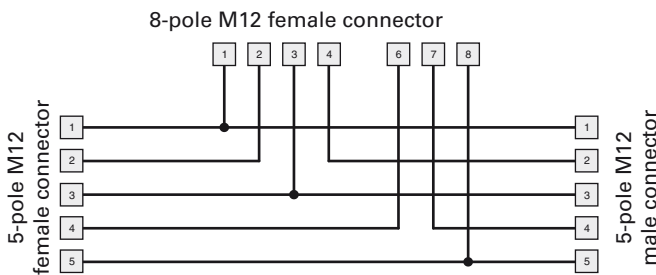 8-pole M12 female connector
1 2 3 4 6 7 8
5-pole M12
female connector
1
2
3
4
5
1
2
3
4
5
5-pole M12
male connector